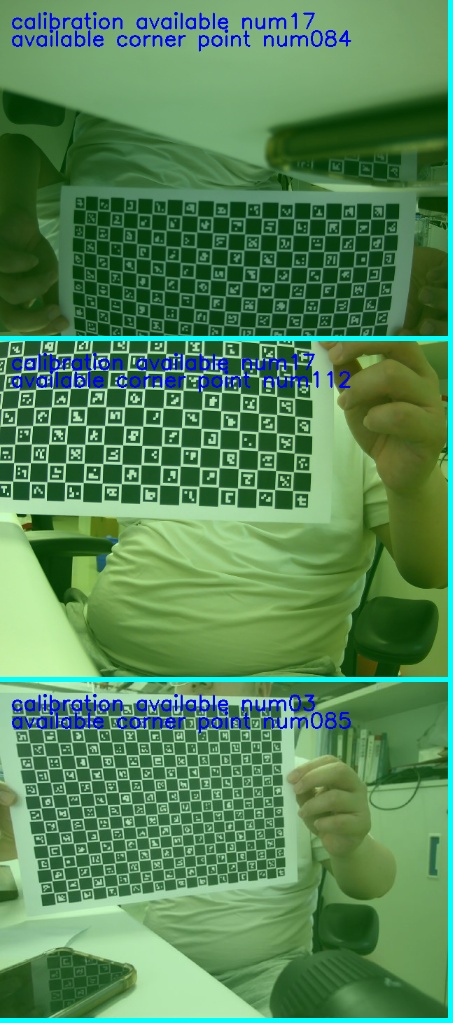 calibration available num17
available corner point num084
calibration available num17
available corner point num112
calibration available num03
available corner point num085